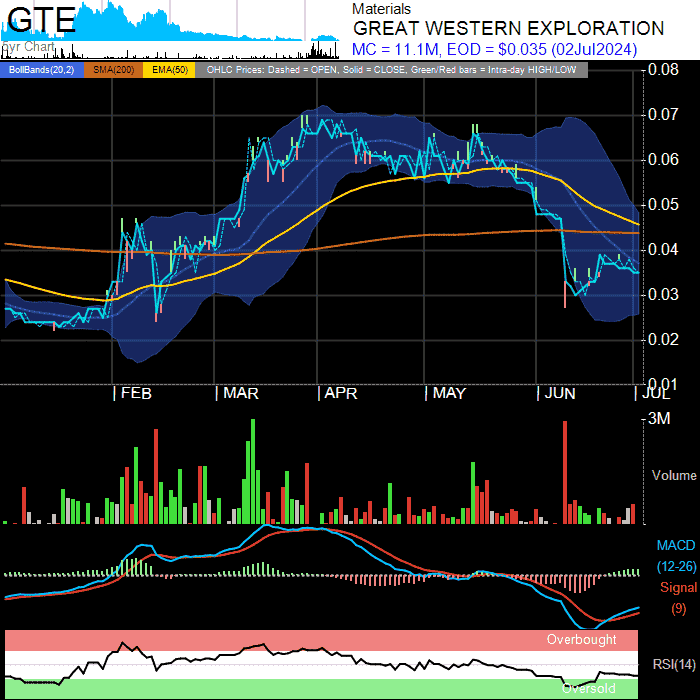 GTE
5yr Chart
Materials
GREAT WESTERN EXPLORATION
MC = 11.1M, EOD = $0.035 (02Jul2024)
BollBands(20,2) SMA(200) EMA(50) OHLC Prices: Dashed = OPEN, Solid = CLOSE, Green/Red bars = Intra-day HIGH/LOW
0.08
0.07
0.06
0.05
0.04
0.03
0.02
0.01
FEB MAR APR MAY JUN JUL
3M
Volume
MACD
(12-26)
Signal
(9)
Overbought
RSI(14)
Oversold